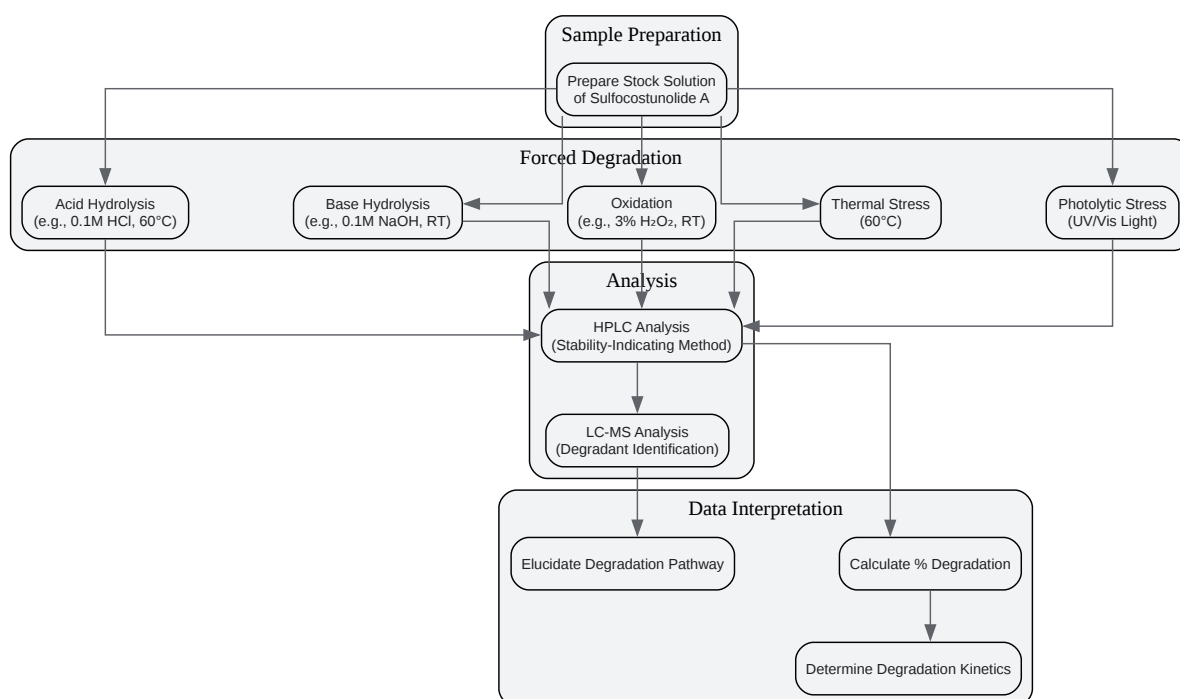 Sample Preparation
Prepare Stock Solution
of Sulfocostunolide A
Forced Degradation
Acid Hydrolysis
(e.g., 0.1M HCl, 60°C)
Base Hydrolysis
(e.g., 0.1M NaOH, RT)
Oxidation
(e.g., 3% H₂O₂, RT)
Thermal Stress
(60°C)
Photolytic Stress
(UV/Vis Light)
Analysis
HPLC Analysis
(Stability-Indicating Method)
LC-MS Analysis
(Degradant Identification)
Data Interpretation
Elucidate Degradation Pathway
Calculate % Degradation
Determine Degradation Kinetics